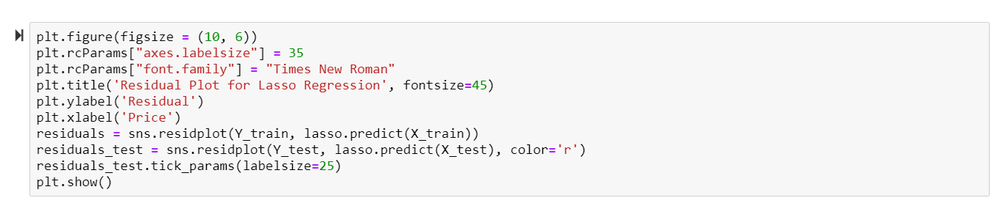 plt.figure(figsize = (10, 6))
plt.rcParams["axes.labelsize"] = 35
plt.rcParams["font.family"] = "Times New Roman"
plt.title('Residual Plot for Lasso Regression', fontsize=45)
plt.ylabel('Residual')
plt.xlabel('Price')
residuals = sns.residplot(Y_train, lasso.predict(X_train))
residuals_test = sns.residplot(Y_test, lasso.predict(X_test), color='r')
residuals_test.tick_params(labelsize=25)
plt.show()